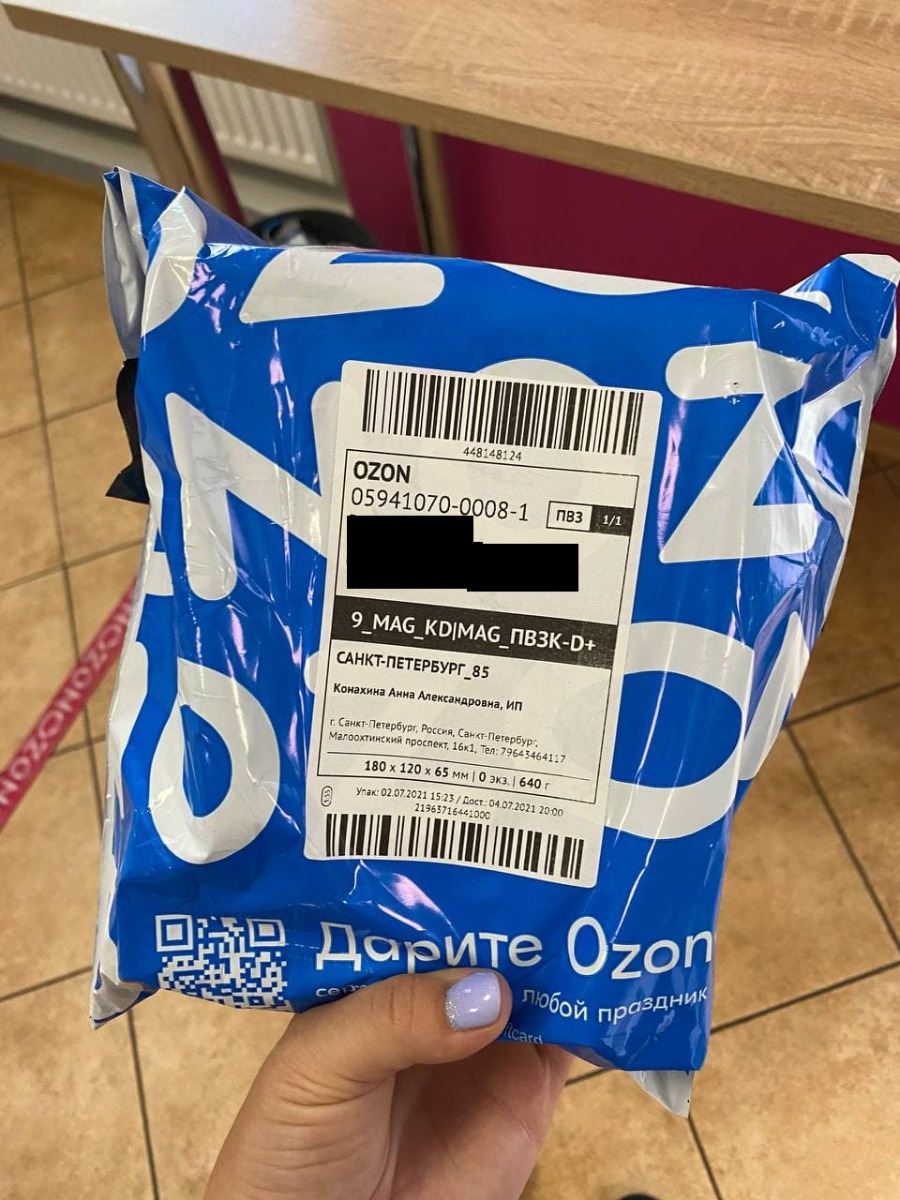 448148124
OZON
05941070-0008-1
ПВЗ 1/1
9_MAG_KD|MAG_ПВЗК-D+
САНКТ-ПЕТЕРБУРГ_85
Конахина Анна Александровна, ИП
г. Санкт-Петербург, Россия, Санкт-Петербург,
Малоохтинский проспект, 16к1, Тел: 79643464117
180 x 120 x 65 мм | 0 экз. | 640 г
Упак: 02.07.2021 15:23 / Дост.: 04.07.2021 20:00
21963716441000
Дарите Ozon
любой праздник
OZONOZON